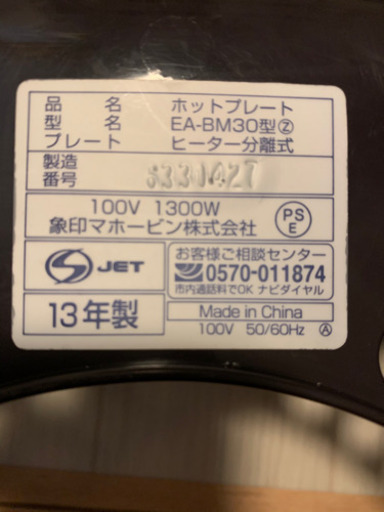 品 名 ホットプレート
型 名 EA-BM30型Ⓩ
プレート ヒーター分離式
製造番号 3331427
100V 1300W
象印マホービン株式会社
PSE
S JET
お客様ご相談センター
0570-011874
市内通話料でOK ナビダイヤル
13年製
Made in China
100V 50/60Hz Ⓐ